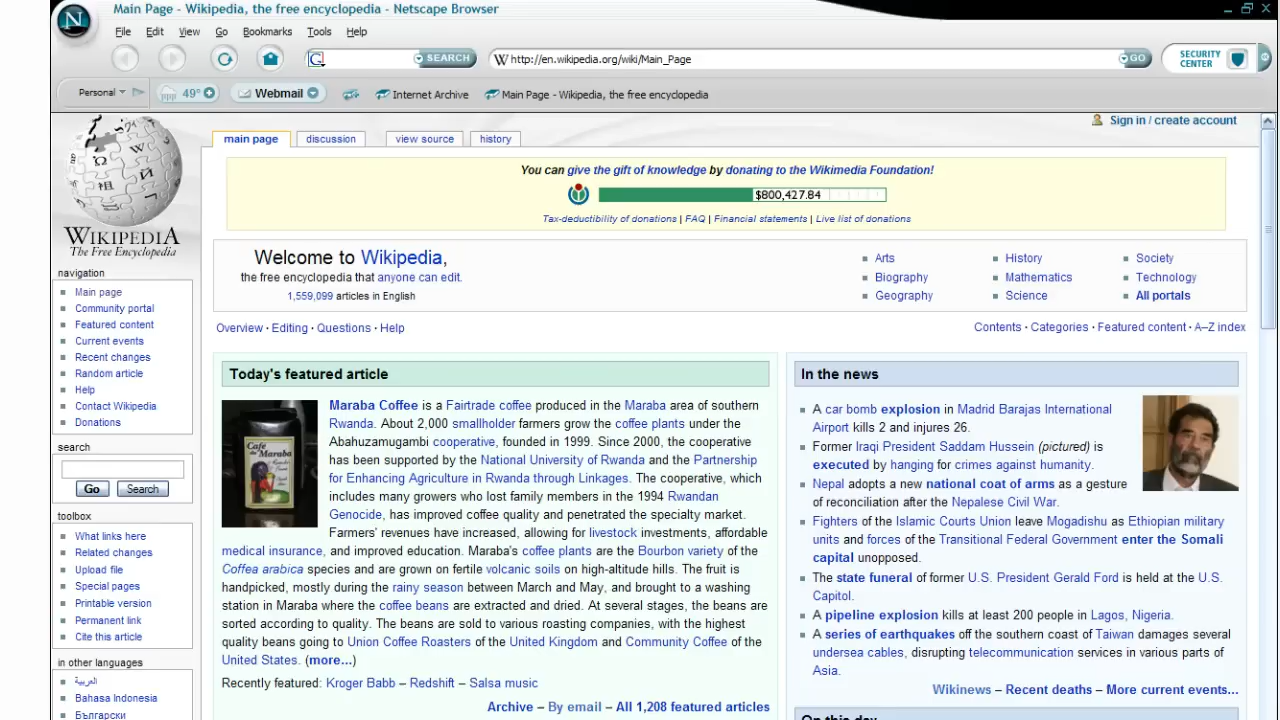 Main Page - Wikipedia, the free encyclopedia - Netscape Browser
N
File Edit View Go Bookmarks Tools Help
G SEARCH W http://en.wikipedia.org/wiki/Main_Page GO SECURITY CENTER
Personal 49° Webmail Internet Archive Main Page - Wikipedia, the free encyclopedia
Sign in / create account
main page discussion view source history
WIKIPEDIA
The Free Encyclopedia
navigation
Main page
Community portal
Featured content
Current events
Recent changes
Random article
Help
Contact Wikipedia
Donations
search
Go Search
toolbox
What links here
Related changes
Upload file
Special pages
Printable version
Permanent link
Cite this article
in other languages
العربية
Bahasa Indonesia
Български
You can give the gift of knowledge by donating to the Wikimedia Foundation!
$800,427.84
Tax-deductibility of donations | FAQ | Financial statements | Live list of donations
Welcome to Wikipedia,
the free encyclopedia that anyone can edit.
1,559,099 articles in English
Arts History Society
Biography Mathematics Technology
Geography Science All portals
Overview · Editing · Questions · Help
Contents · Categories · Featured content · A–Z index
Today's featured article
Café
de Maraba
Maraba Coffee is a Fairtrade coffee produced in the Maraba area of southern
Rwanda. About 2,000 smallholder farmers grow the coffee plants under the
Abahuzamugambi cooperative, founded in 1999. Since 2000, the cooperative
has been supported by the National University of Rwanda and the Partnership
for Enhancing Agriculture in Rwanda through Linkages. The cooperative, which
includes many growers who lost family members in the 1994 Rwandan
Genocide, has improved coffee quality and penetrated the specialty market.
Farmers' revenues have increased, allowing for livestock investments, affordable
medical insurance, and improved education. Maraba's coffee plants are the Bourbon variety of the
Coffea arabica species and are grown on fertile volcanic soils on high-altitude hills. The fruit is
handpicked, mostly during the rainy season between March and May, and brought to a washing
station in Maraba where the coffee beans are extracted and dried. At several stages, the beans are
sorted according to quality. The beans are sold to various roasting companies, with the highest
quality beans going to Union Coffee Roasters of the United Kingdom and Community Coffee of the
United States. (more...)
Recently featured: Kroger Babb – Redshift – Salsa music
Archive – By email – All 1,208 featured articles
In the news
A car bomb explosion in Madrid Barajas International
Airport kills 2 and injures 26.
Former Iraqi President Saddam Hussein (pictured) is
executed by hanging for crimes against humanity.
Nepal adopts a new national coat of arms as a gesture
of reconciliation after the Nepalese Civil War.
Fighters of the Islamic Courts Union leave Mogadishu as Ethiopian military
units and forces of the Transitional Federal Government enter the Somali
capital unopposed.
The state funeral of former U.S. President Gerald Ford is held at the U.S.
Capitol.
A pipeline explosion kills at least 200 people in Lagos, Nigeria.
A series of earthquakes off the southern coast of Taiwan damages several
undersea cables, disrupting telecommunication services in various parts of
Asia.
Wikinews – Recent deaths – More current events...
On this day...